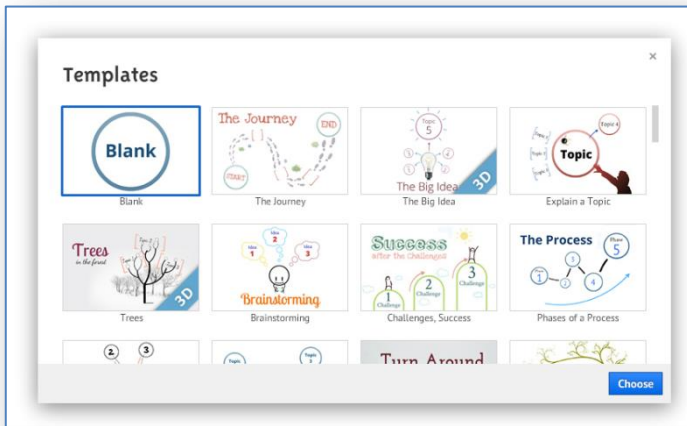 ×
Templates
Blank
Blank
The Journey
START
END
The Journey
Topic
5
The Big Idea
3D
The Big Idea
Topic 4
Topic
Explain a Topic
Trees
in the forest
3D
Trees
Idea
1
Idea
2
Idea
3
Brainstorming
Brainstorming
Success
after the Challenges
1
Challenge
2
Challenge
3
Challenge
Challenges, Success
The Process
Phase
1
2
3
4
Phase
5
Phases of a Process
2
3
Topic
Turn Around
Choose